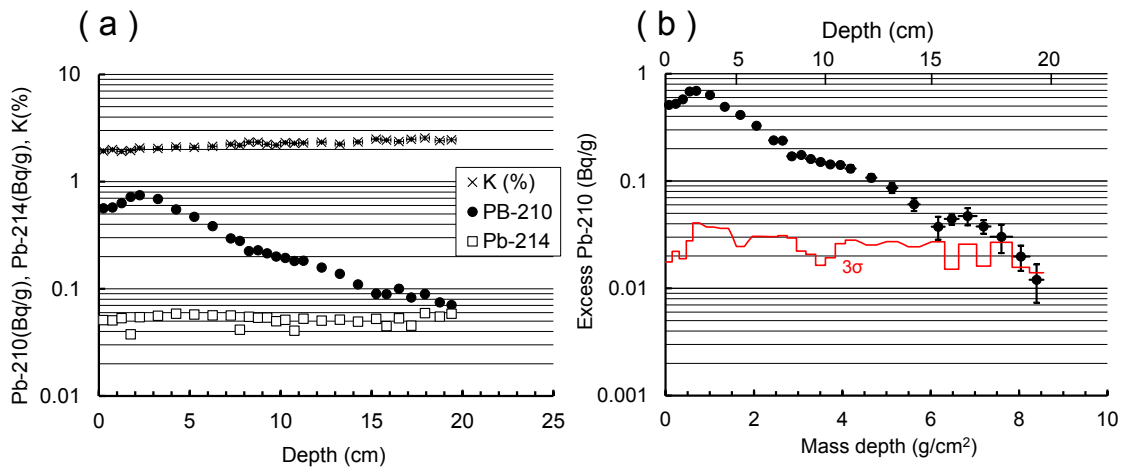 ( a )
10
1
0.1
0.01
0 5 10 15 20 25
Depth (cm)
Pb-210(Bq/g), Pb-214(Bq/g), K(%)
K (%)
PB-210
Pb-214
( b )
Depth (cm)
0 5 10 15 20
1
0.1
0.01
0.001
3σ
0 2 4 6 8 10
Mass depth (g/cm²)
Excess Pb-210 (Bq/g)